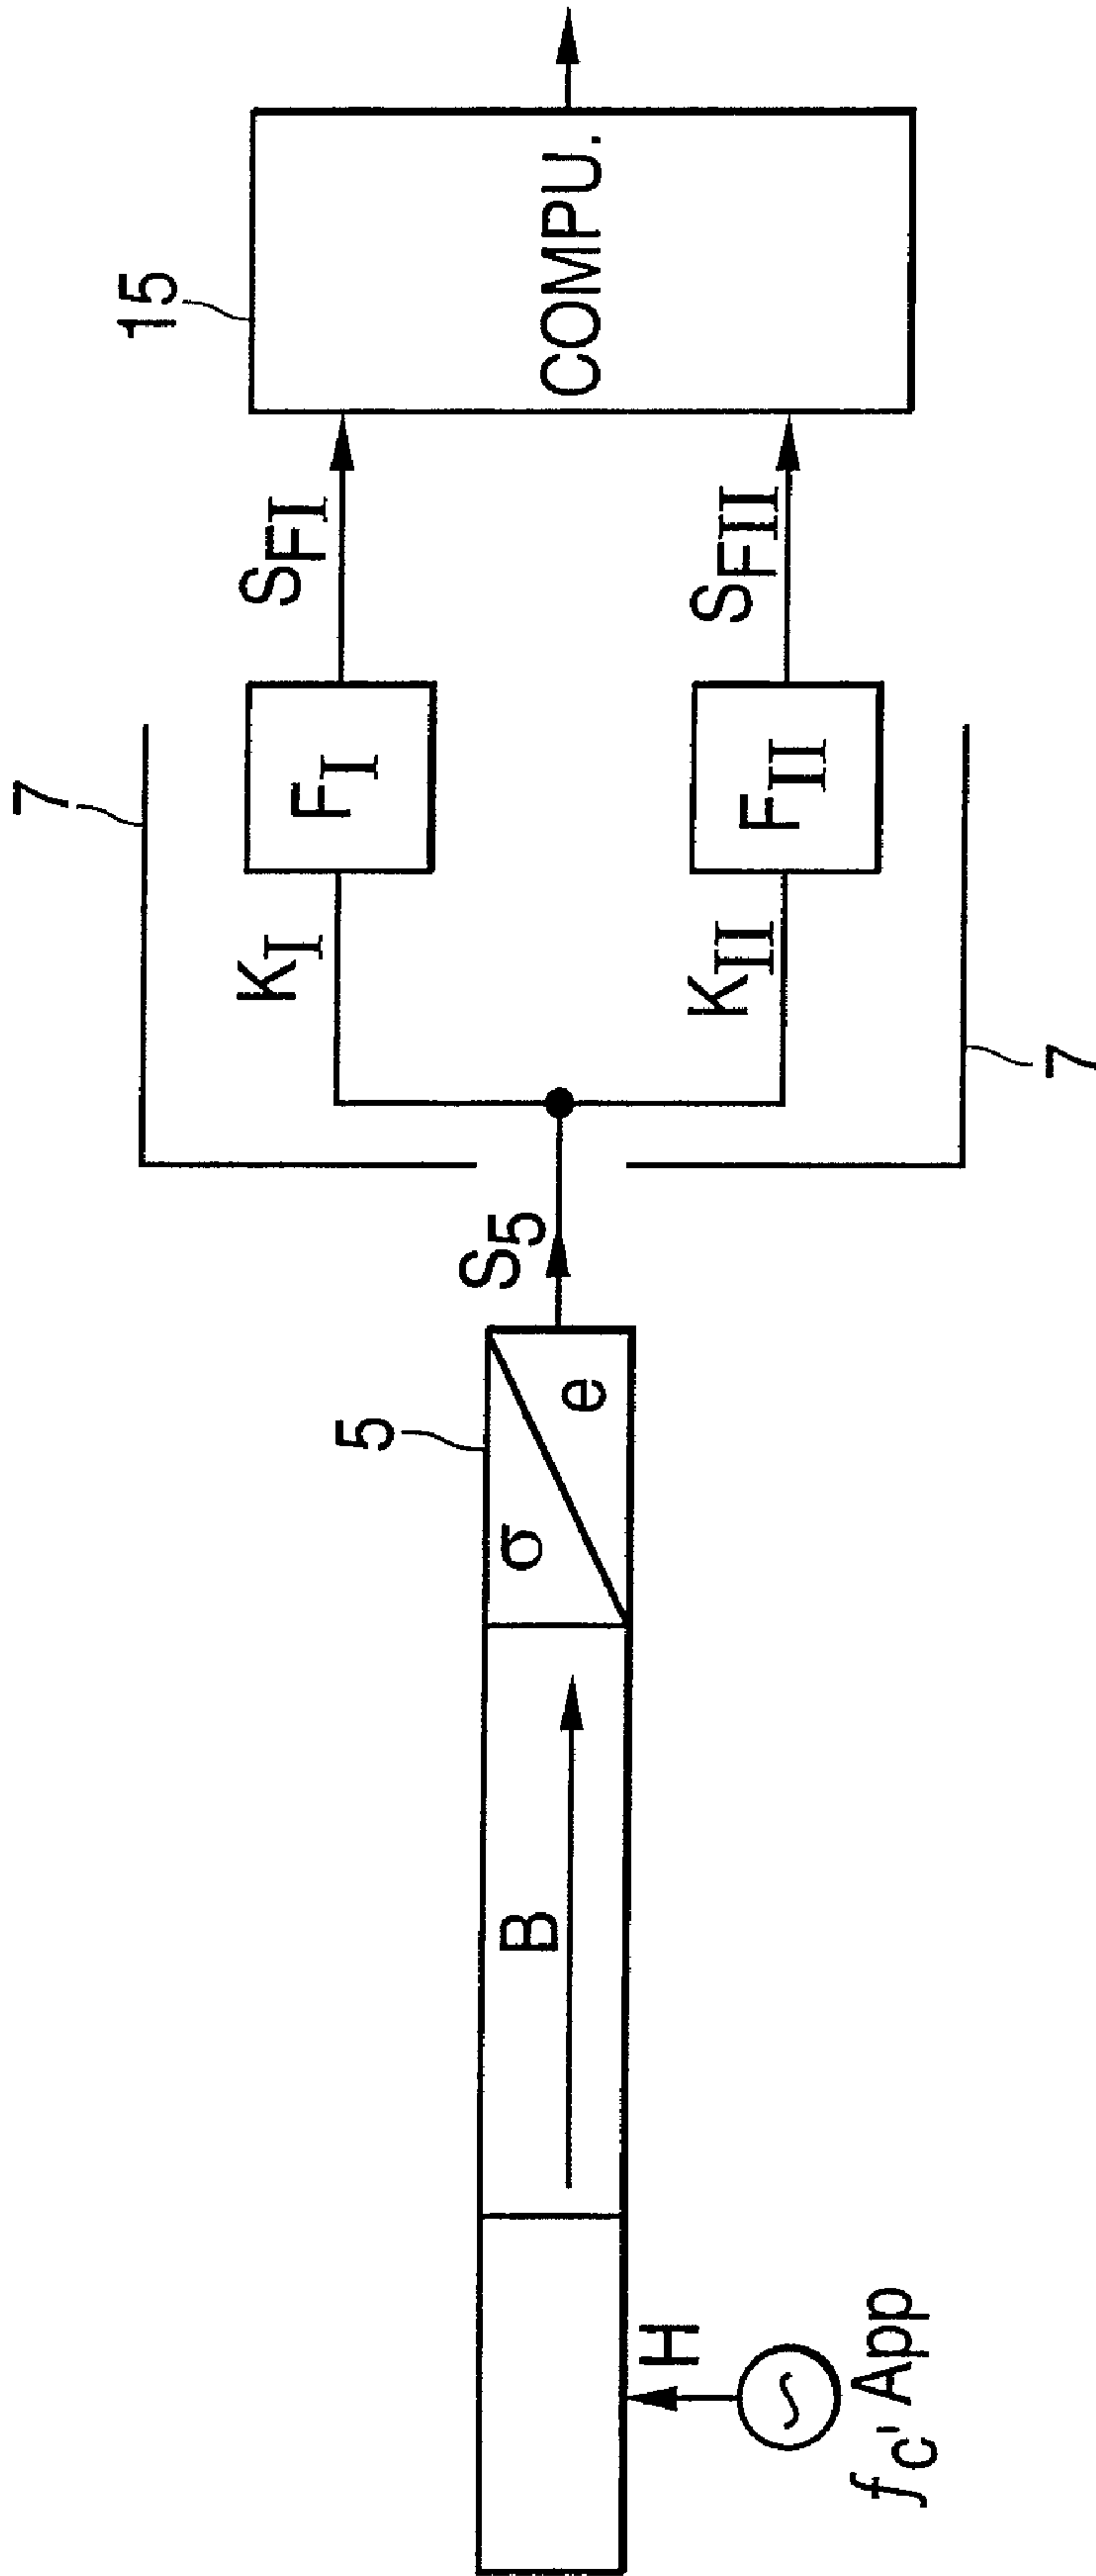 15
COMPU.
7
S_FI
S_FII
F_I
F_II
K_I
K_II
7
S_5
5
σ
e
B
H
~
f_c' App